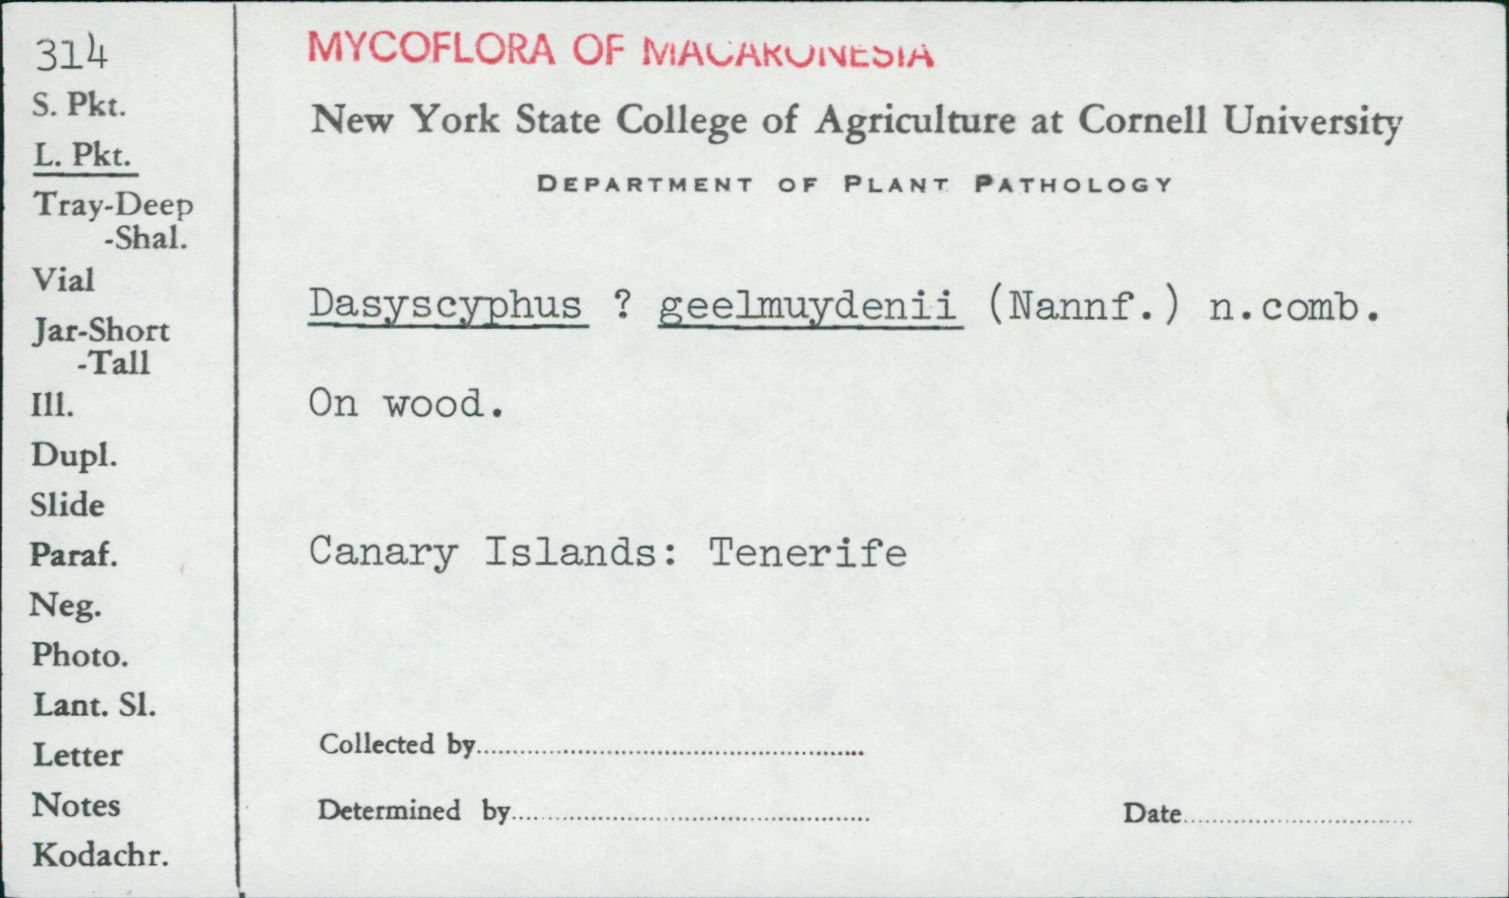 314
S. Pkt.
L. Pkt.
Tray-Deep
-Shal.
Vial
Jar-Short
-Tall
Ill.
Dupl.
Slide
Paraf.
Neg.
Photo.
Lant. Sl.
Letter
Notes
Kodachr.
MYCOFLORA OF MACARONESIA
New York State College of Agriculture at Cornell University
DEPARTMENT OF PLANT PATHOLOGY
Dasyscyphus ? geelmuydenii (Nannf.) n.comb.
On wood.
Canary Islands: Tenerife
Collected by
Determined by
Date